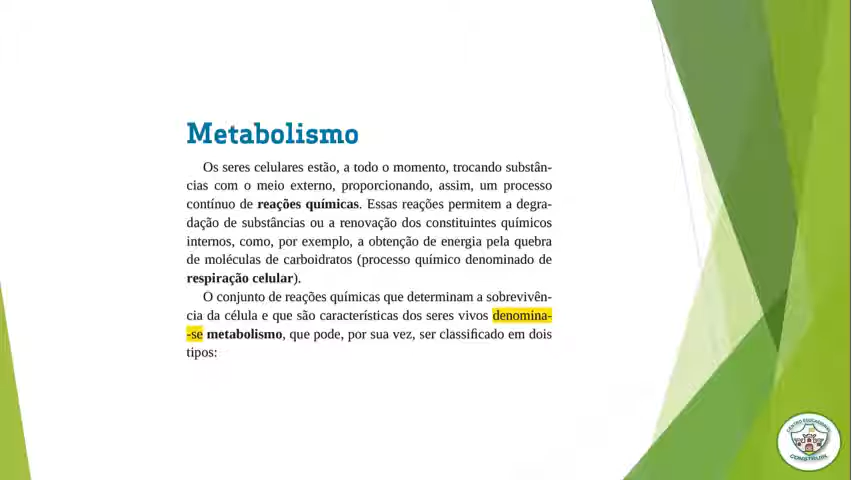 Metabolismo
Os seres celulares estão, a todo o momento, trocando substân-
cias com o meio externo, proporcionando, assim, um processo
contínuo de reações químicas. Essas reações permitem a degra-
dação de substâncias ou a renovação dos constituintes químicos
internos, como, por exemplo, a obtenção de energia pela quebra
de moléculas de carboidratos (processo químico denominado de
respiração celular).
O conjunto de reações químicas que determinam a sobrevivên-
cia da célula e que são características dos seres vivos denomina-
-se metabolismo, que pode, por sua vez, ser classificado em dois
tipos:
CENTRO EDUCACIONAL
CONSTRUIR